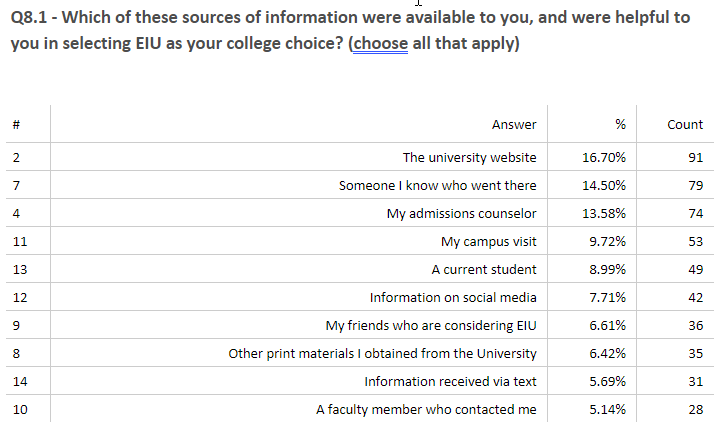 Q8.1 - Which of these sources of information were available to you, and were helpful to
you in selecting EIU as your college choice? (choose all that apply)
# Answer % Count
2 The university website 16.70% 91
7 Someone I know who went there 14.50% 79
4 My admissions counselor 13.58% 74
11 My campus visit 9.72% 53
13 A current student 8.99% 49
12 Information on social media 7.71% 42
9 My friends who are considering EIU 6.61% 36
8 Other print materials I obtained from the University 6.42% 35
14 Information received via text 5.69% 31
10 A faculty member who contacted me 5.14% 28